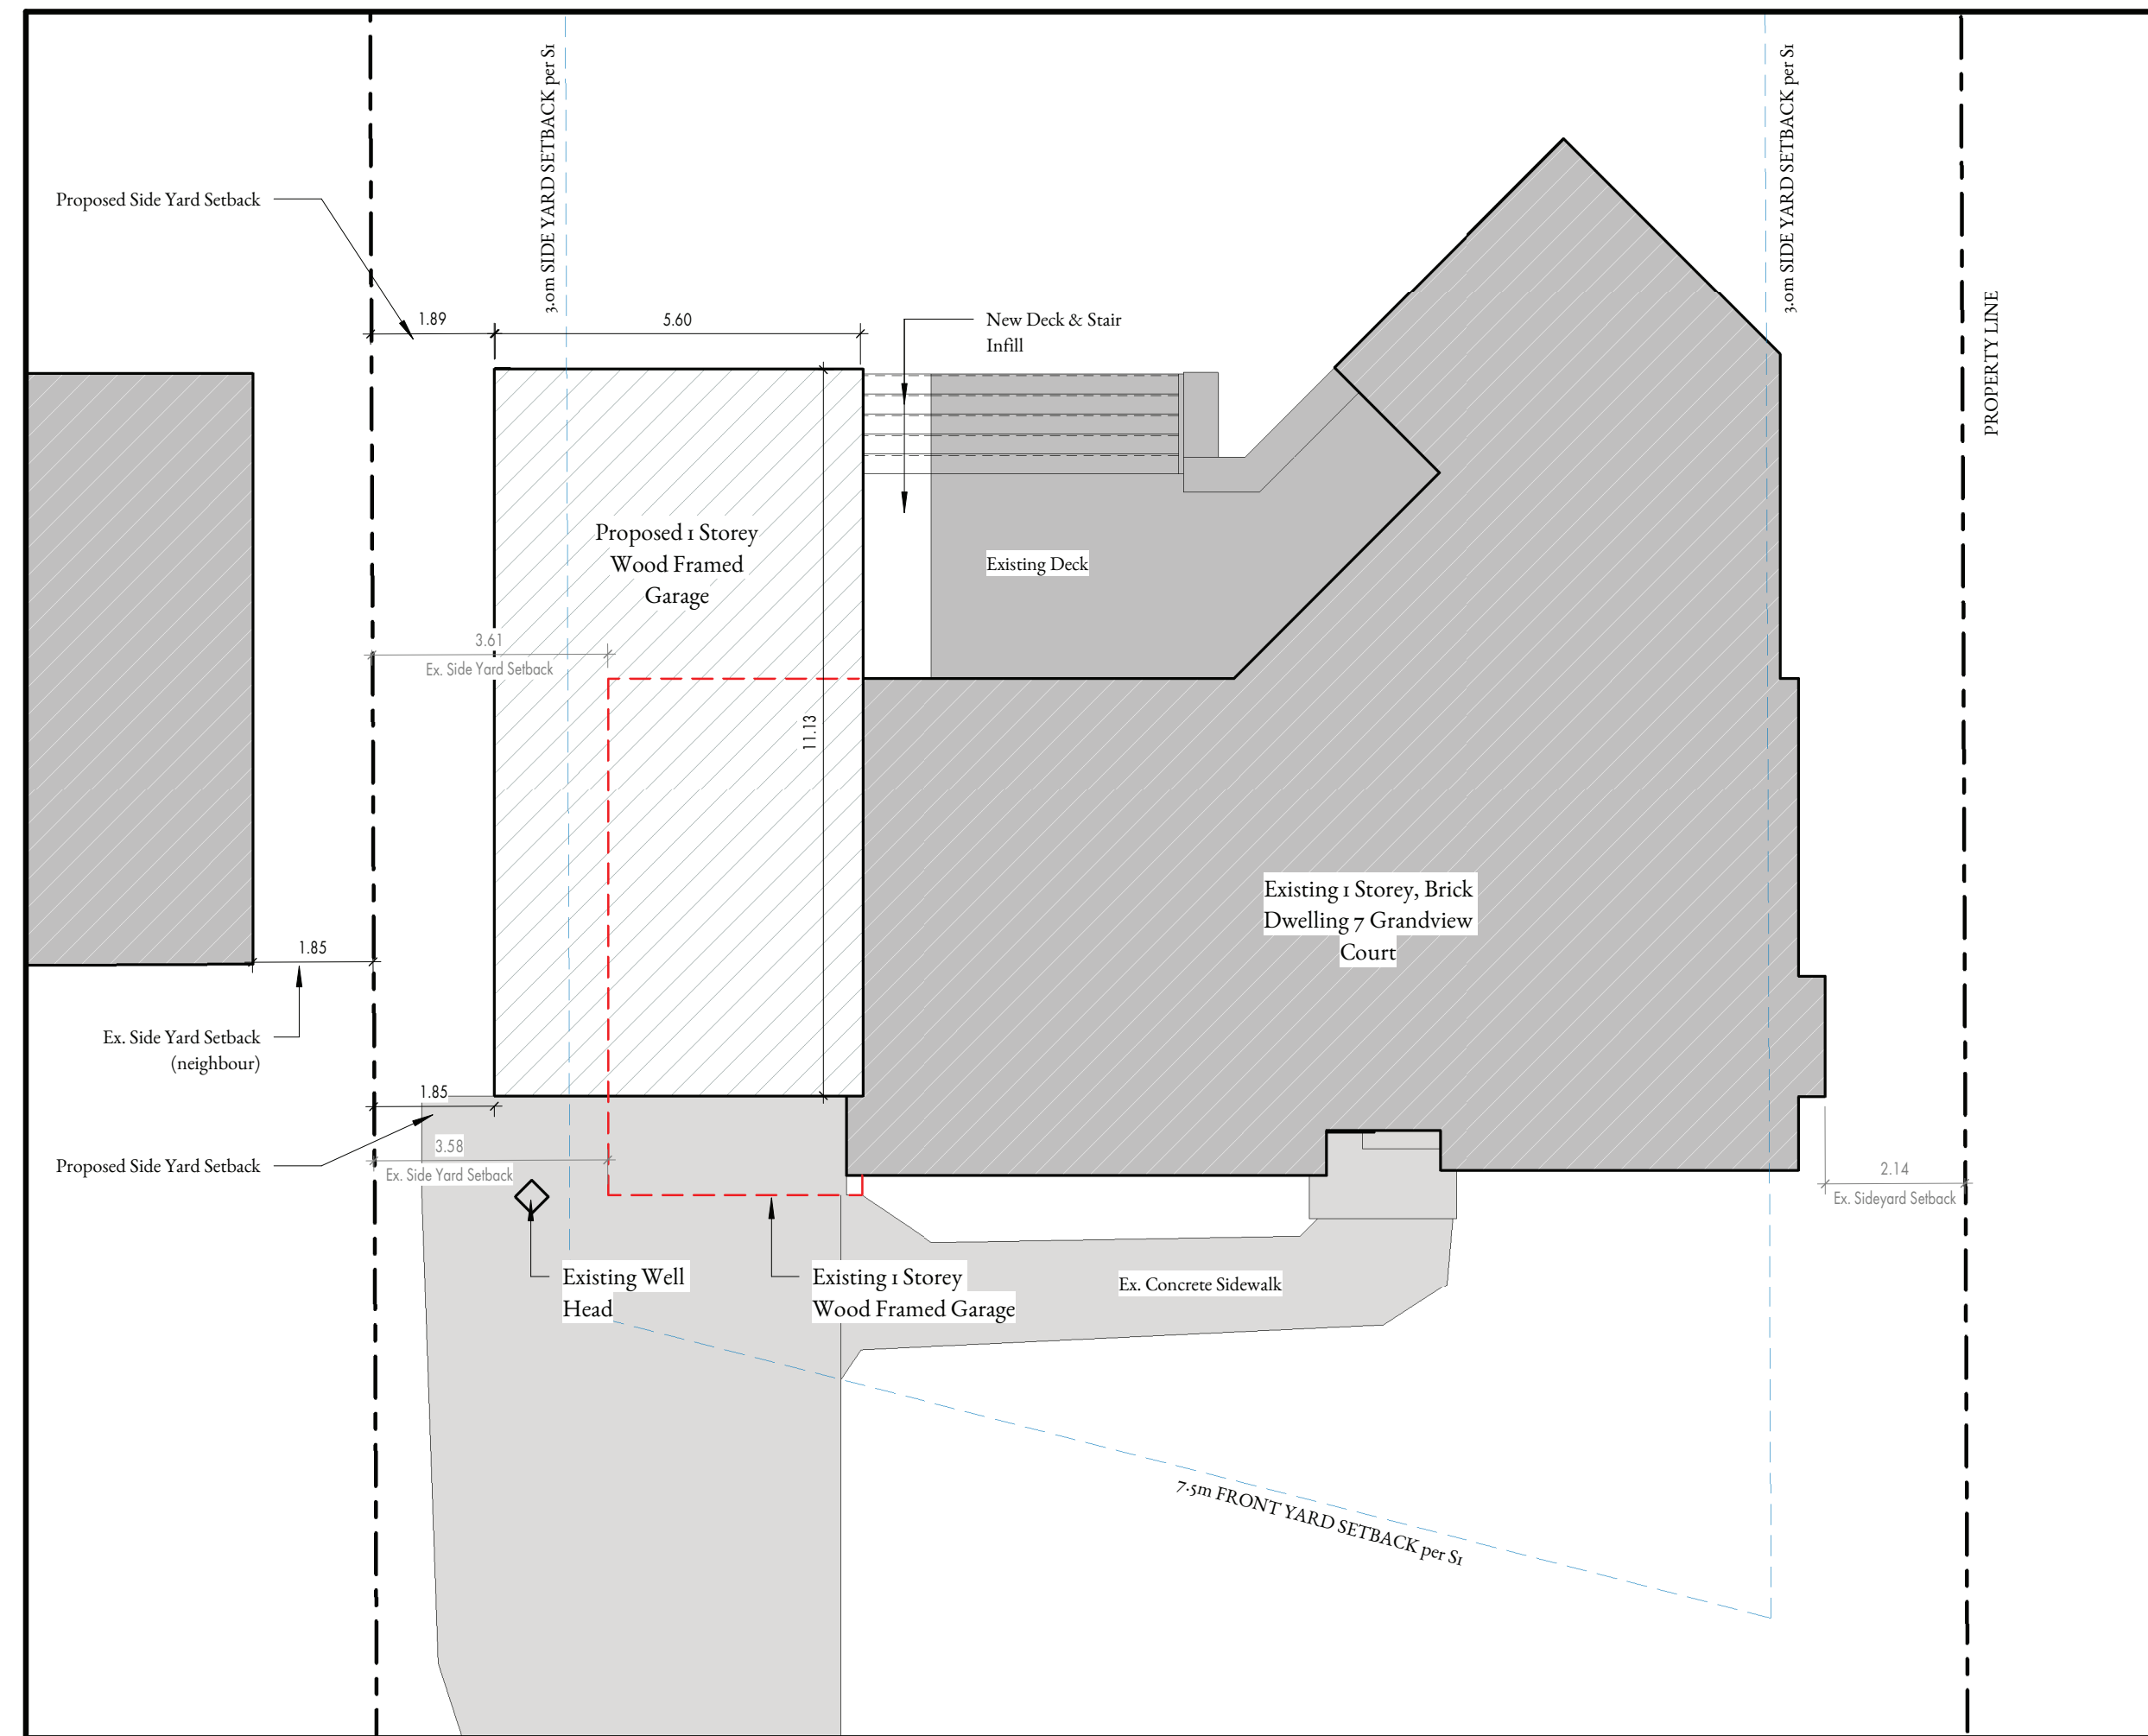 3.0m SIDE YARD SETBACK per S1
3.0m SIDE YARD SETBACK per S1
Proposed Side Yard Setback
PROPERTY LINE
1.89
5.60
New Deck & Stair
Infill
Proposed 1 Storey
Wood Framed
Garage
Existing Deck
3.61
Ex. Side Yard Setback
11.13
Existing 1 Storey, Brick
Dwelling 7 Grandview
Court
1.85
Ex. Side Yard Setback
(neighbour)
1.85
3.58
Ex. Side Yard Setback
Proposed Side Yard Setback
2.14
Ex. Sideyard Setback
Existing Well
Head
Existing 1 Storey
Wood Framed Garage
Ex. Concrete Sidewalk
7.5m FRONT YARD SETBACK per S1